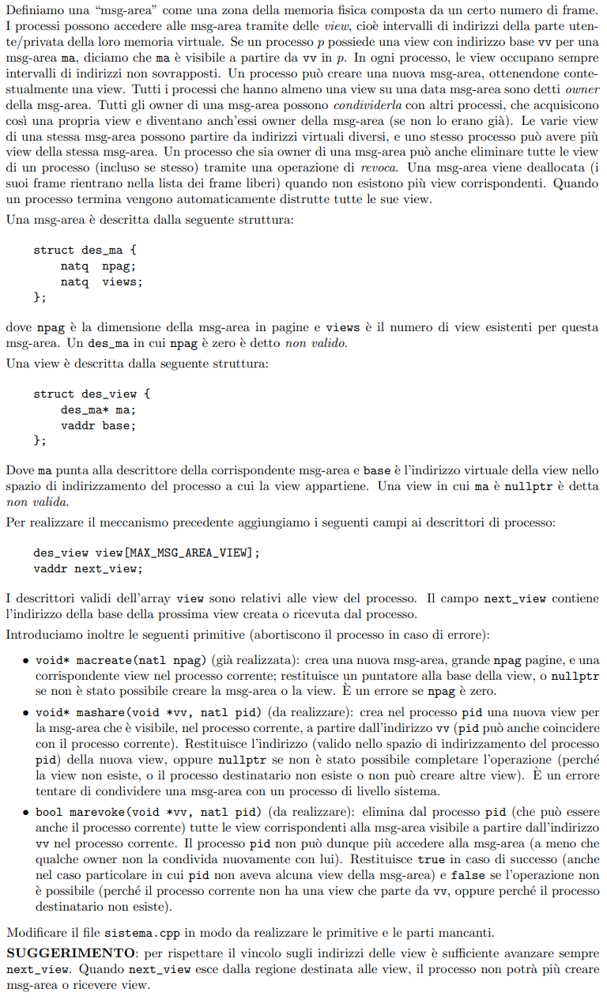 Definiamo una “msg-area” come una zona della memoria fisica composta da un certo numero di frame.
I processi possono accedere alle msg-area tramite delle view, cioè intervalli di indirizzi della parte uten-
te/privata della loro memoria virtuale. Se un processo p possiede una view con indirizzo base vv per una
msg-area ma, diciamo che ma è visibile a partire da vv in p. In ogni processo, le view occupano sempre
intervalli di indirizzi non sovrapposti. Un processo può creare una nuova msg-area, ottenendone conte-
stualmente una view. Tutti i processi che hanno almeno una view su una data msg-area sono detti owner
della msg-area. Tutti gli owner di una msg-area possono condividerla con altri processi, che acquisicono
così una propria view e diventano anch’essi owner della msg-area (se non lo erano già). Le varie view
di una stessa msg-area possono partire da indirizzi virtuali diversi, e uno stesso processo può avere più
view della stessa msg-area. Un processo che sia owner di una msg-area può anche eliminare tutte le view
di un processo (incluso se stesso) tramite una operazione di revoca. Una msg-area viene deallocata (i
suoi frame rientrano nella lista dei frame liberi) quando non esistono più view corrispondenti. Quando
un processo termina vengono automaticamente distrutte tutte le sue view.
Una msg-area è descritta dalla seguente struttura:
struct des_ma {
natq npag;
natq views;
};
dove npag è la dimensione della msg-area in pagine e views è il numero di view esistenti per questa
msg-area. Un des_ma in cui npag è zero è detto non valido.
Una view è descritta dalla seguente struttura:
struct des_view {
des_ma* ma;
vaddr base;
};
Dove ma punta alla descrittore della corrispondente msg-area e base è l’indirizzo virtuale della view nello
spazio di indirizzamento del processo a cui la view appartiene. Una view in cui ma è nullptr è detta
non valida.
Per realizzare il meccanismo precedente aggiungiamo i seguenti campi ai descrittori di processo:
des_view view[MAX_MSG_AREA_VIEW];
vaddr next_view;
I descrittori validi dell’array view sono relativi alle view del processo. Il campo next_view contiene
l’indirizzo della base della prossima view creata o ricevuta dal processo.
Introduciamo inoltre le seguenti primitive (abortiscono il processo in caso di errore):
• void* macreate(natl npag) (già realizzata): crea una nuova msg-area, grande npag pagine, e una
corrispondente view nel processo corrente; restituisce un puntatore alla base della view, o nullptr
se non è stato possibile creare la msg-area o la view. È un errore se npag è zero.
• void* mashare(void *vv, natl pid) (da realizzare): crea nel processo pid una nuova view per
la msg-area che è visibile, nel processo corrente, a partire dall’indirizzo vv (pid può anche coincidere
con il processo corrente). Restituisce l’indirizzo (valido nello spazio di indirizzamento del processo
pid) della nuova view, oppure nullptr se non è stato possibile completare l’operazione (perché
la view non esiste, o il processo destinatario non esiste o non può creare altre view). È un errore
tentare di condividere una msg-area con un processo di livello sistema.
• bool marevoke(void *vv, natl pid) (da realizzare): elimina dal processo pid (che può essere
anche il processo corrente) tutte le view corrispondenti alla msg-area visibile a partire dall’indirizzo
vv nel processo corrente. Il processo pid non può dunque più accedere alla msg-area (a meno che
qualche owner non la condivida nuovamente con lui). Restituisce true in caso di successo (anche
nel caso particolare in cui pid non aveva alcuna view della msg-area) e false se l’operazione non
è possibile (perché il processo corrente non ha una view che parte da vv, oppure perché il processo
destinatario non esiste).
Modificare il file sistema.cpp in modo da realizzare le primitive e le parti mancanti.
SUGGERIMENTO: per rispettare il vincolo sugli indirizzi delle view è sufficiente avanzare sempre
next_view. Quando next_view esce dalla regione destinata alle view, il processo non potrà più creare
msg-area o ricevere view.